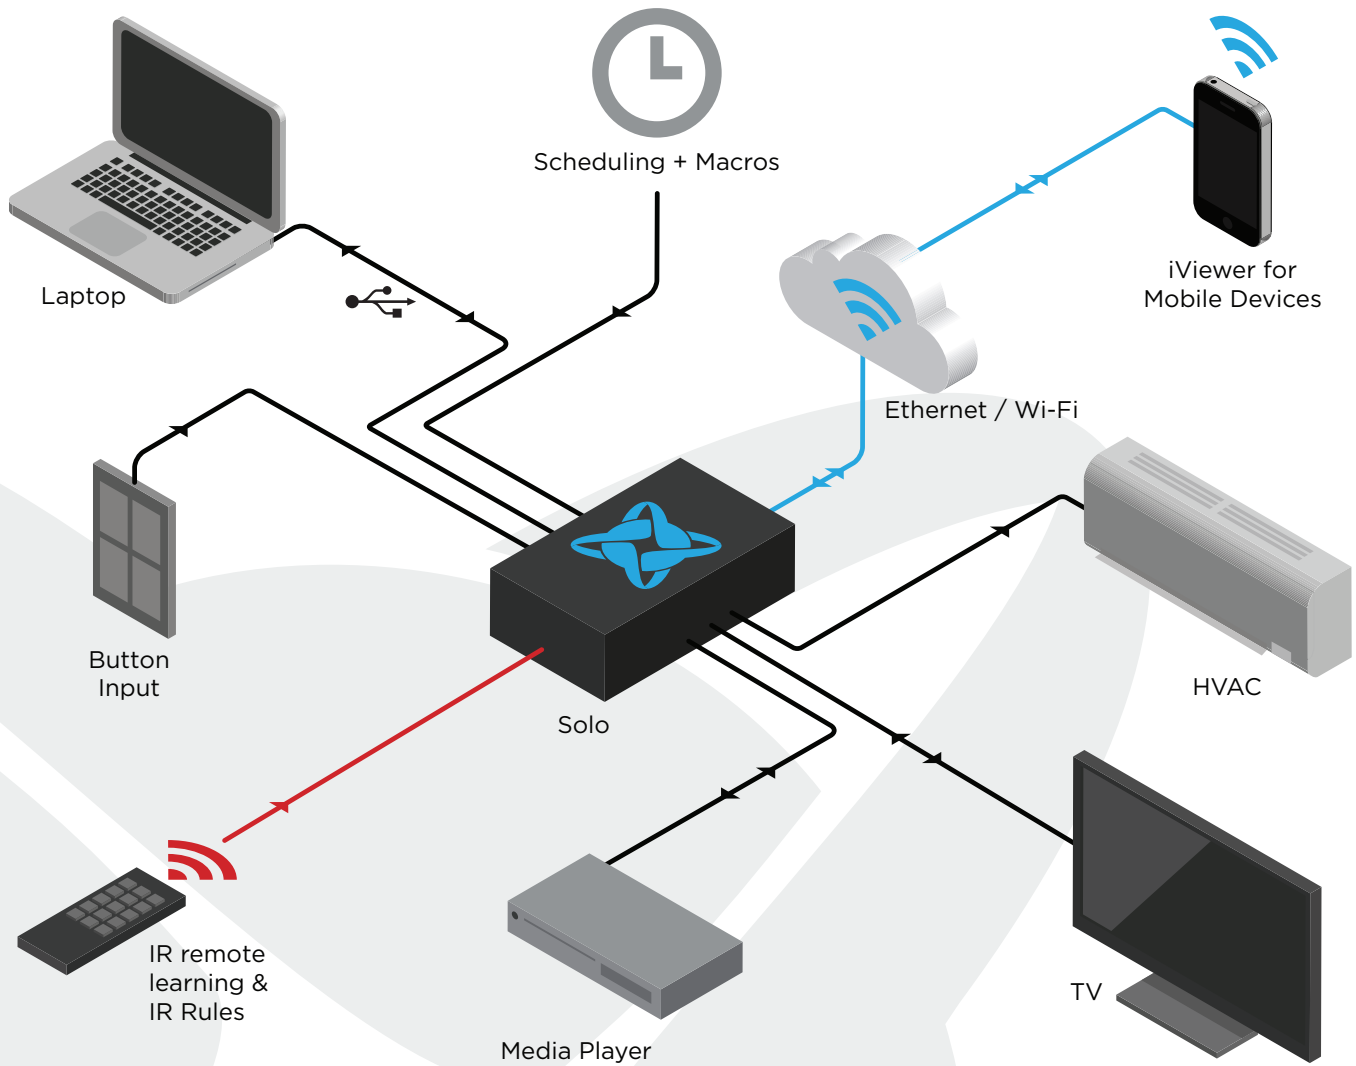 Scheduling + Macros
Laptop
iViewer for
Mobile Devices
Ethernet / Wi-Fi
Button
Input
HVAC
Solo
IR remote
learning &
IR Rules
TV
Media Player